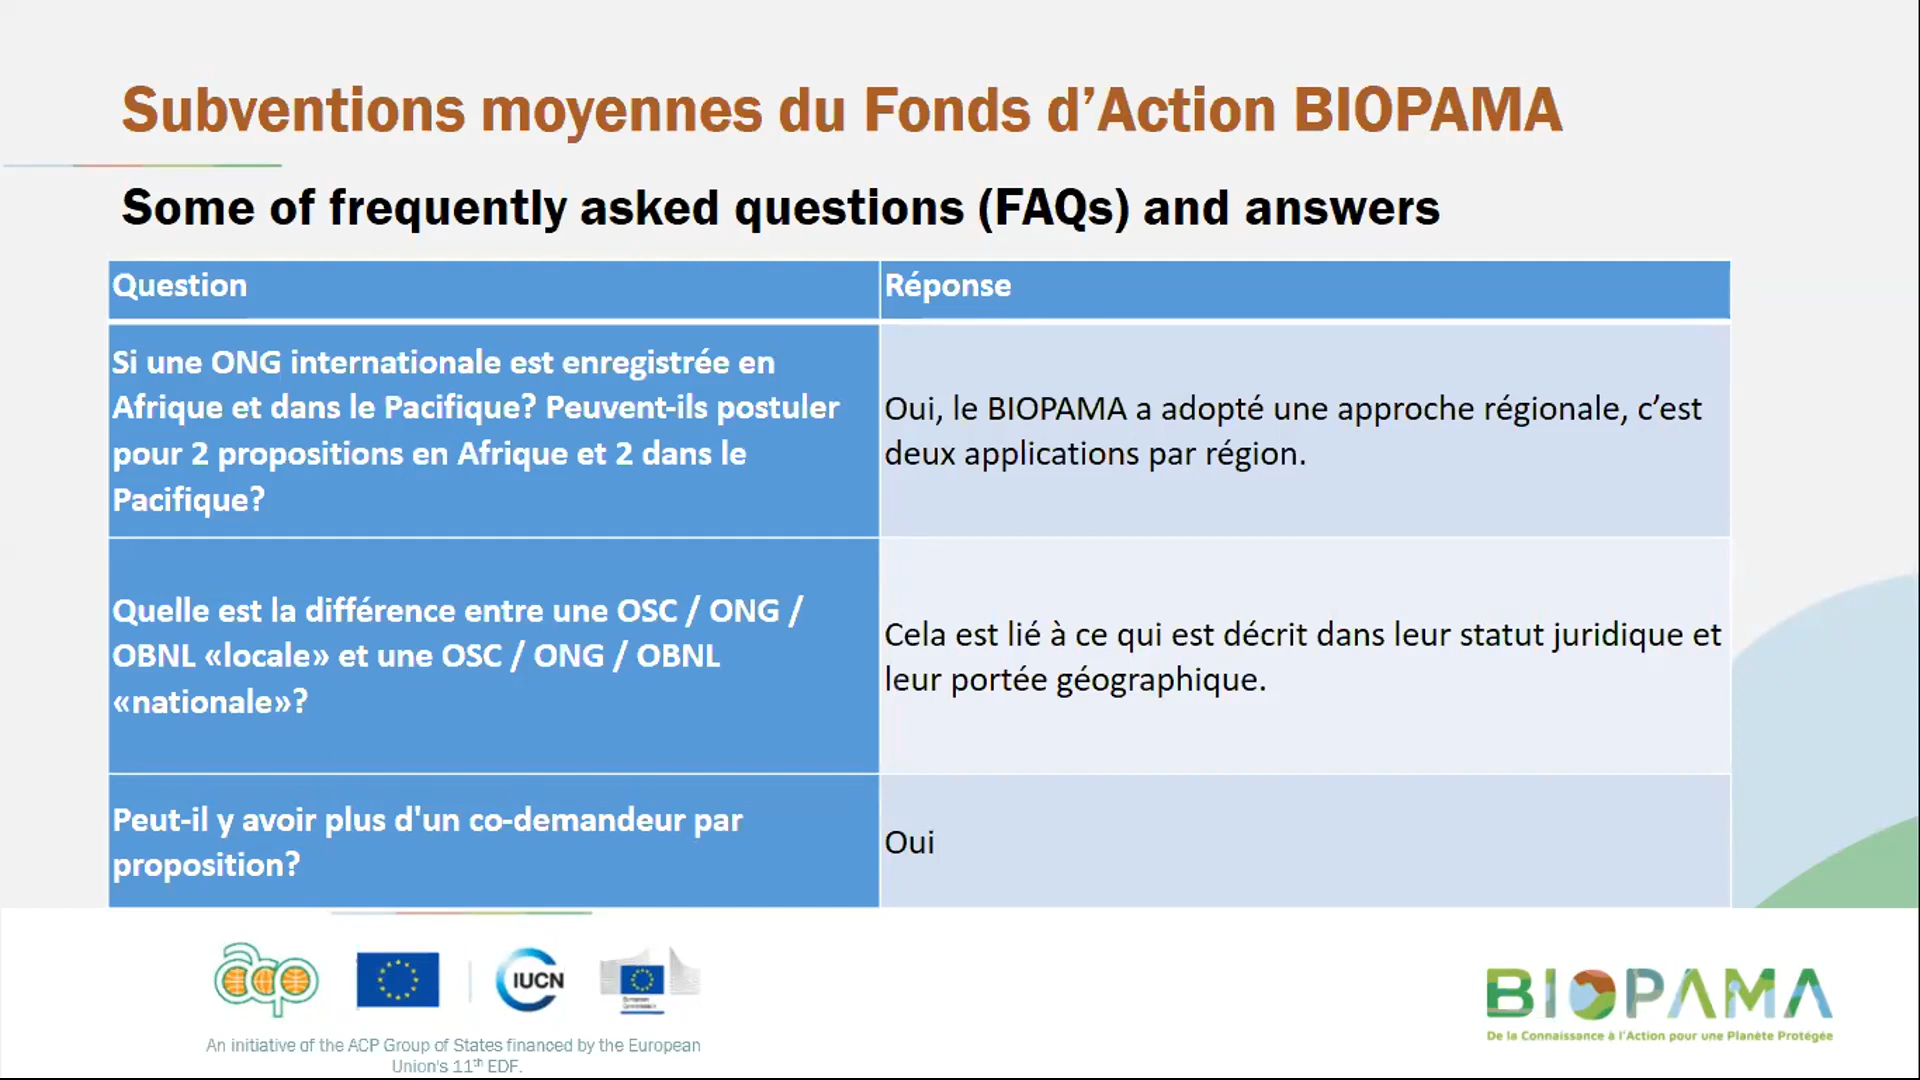 Subventions moyennes du Fonds d’Action BIOPAMA
Some of frequently asked questions (FAQs) and answers
Question
Réponse
Si une ONG internationale est enregistrée en
Afrique et dans le Pacifique? Peuvent-ils postuler
pour 2 propositions en Afrique et 2 dans le
Pacifique?
Oui, le BIOPAMA a adopté une approche régionale, c’est
deux applications par région.
Quelle est la différence entre une OSC / ONG /
OBNL «locale» et une OSC / ONG / OBNL
«nationale»?
Cela est lié à ce qui est décrit dans leur statut juridique et
leur portée géographique.
Peut-il y avoir plus d'un co-demandeur par
proposition?
Oui
acp
IUCN
European
Commission
An initiative of the ACP Group of States financed by the European
Union's 11th EDF.
BIOPAMA
De la Connaissance à l'Action pour une Planète Protégée